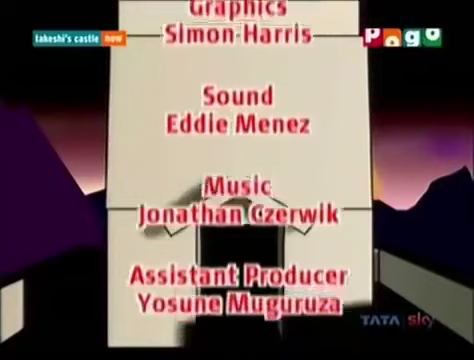 Graphics
Simon Harris
takeshi's castle now
Pogo
Sound
Eddie Menez
Music
Jonathan Czerwik
Assistant Producer
Yosune Muguruza
TATA sky